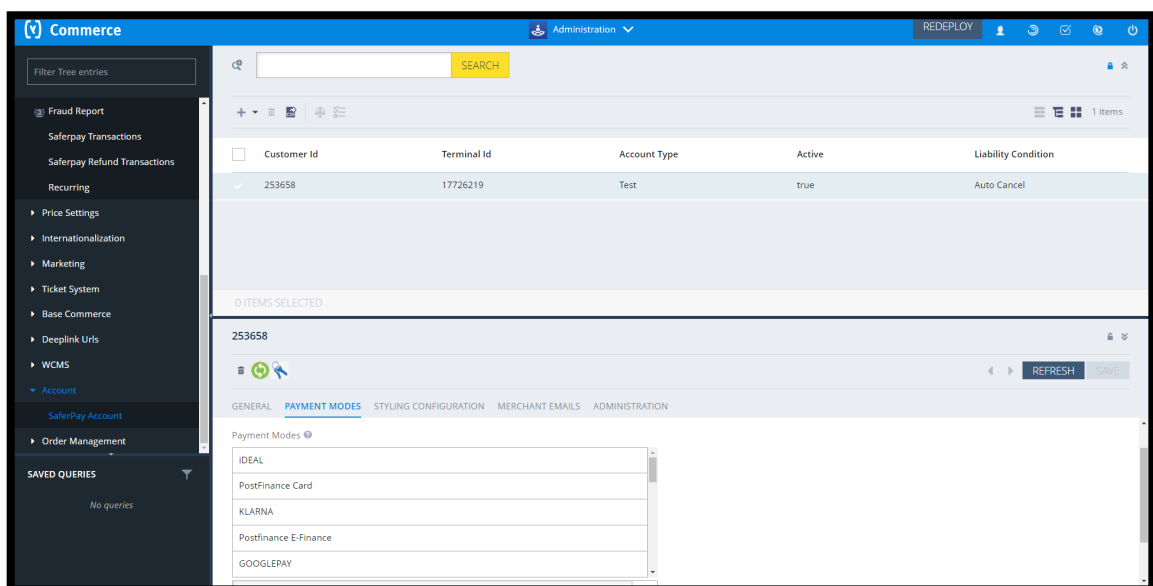 (y) Commerce
Administration
REDEPLOY
Filter Tree entries
Fraud Report
Saferpay Transactions
Saferpay Refund Transactions
Recurring
Price Settings
Internationalization
Marketing
Ticket System
Base Commerce
Deeplink Urls
WCMS
Account
SaferPay Account
Order Management
SAVED QUERIES
No queries
SEARCH
1 items
Customer Id Terminal Id Account Type Active Liability Condition
253658 17726219 Test true Auto Cancel
0 ITEMS SELECTED
253658
REFRESH SAVE
GENERAL PAYMENT MODES STYLING CONFIGURATION MERCHANT EMAILS ADMINISTRATION
Payment Modes
iDEAL
PostFinance Card
KLARNA
Postfinance E-Finance
GOOGLEPAY